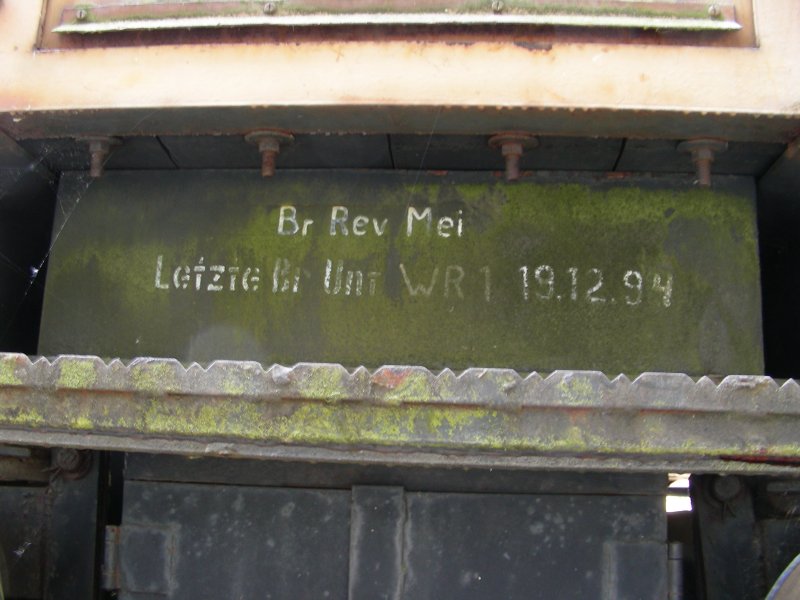 Br Rev Mei
Letzte Br Unt WR 1 19.12.94